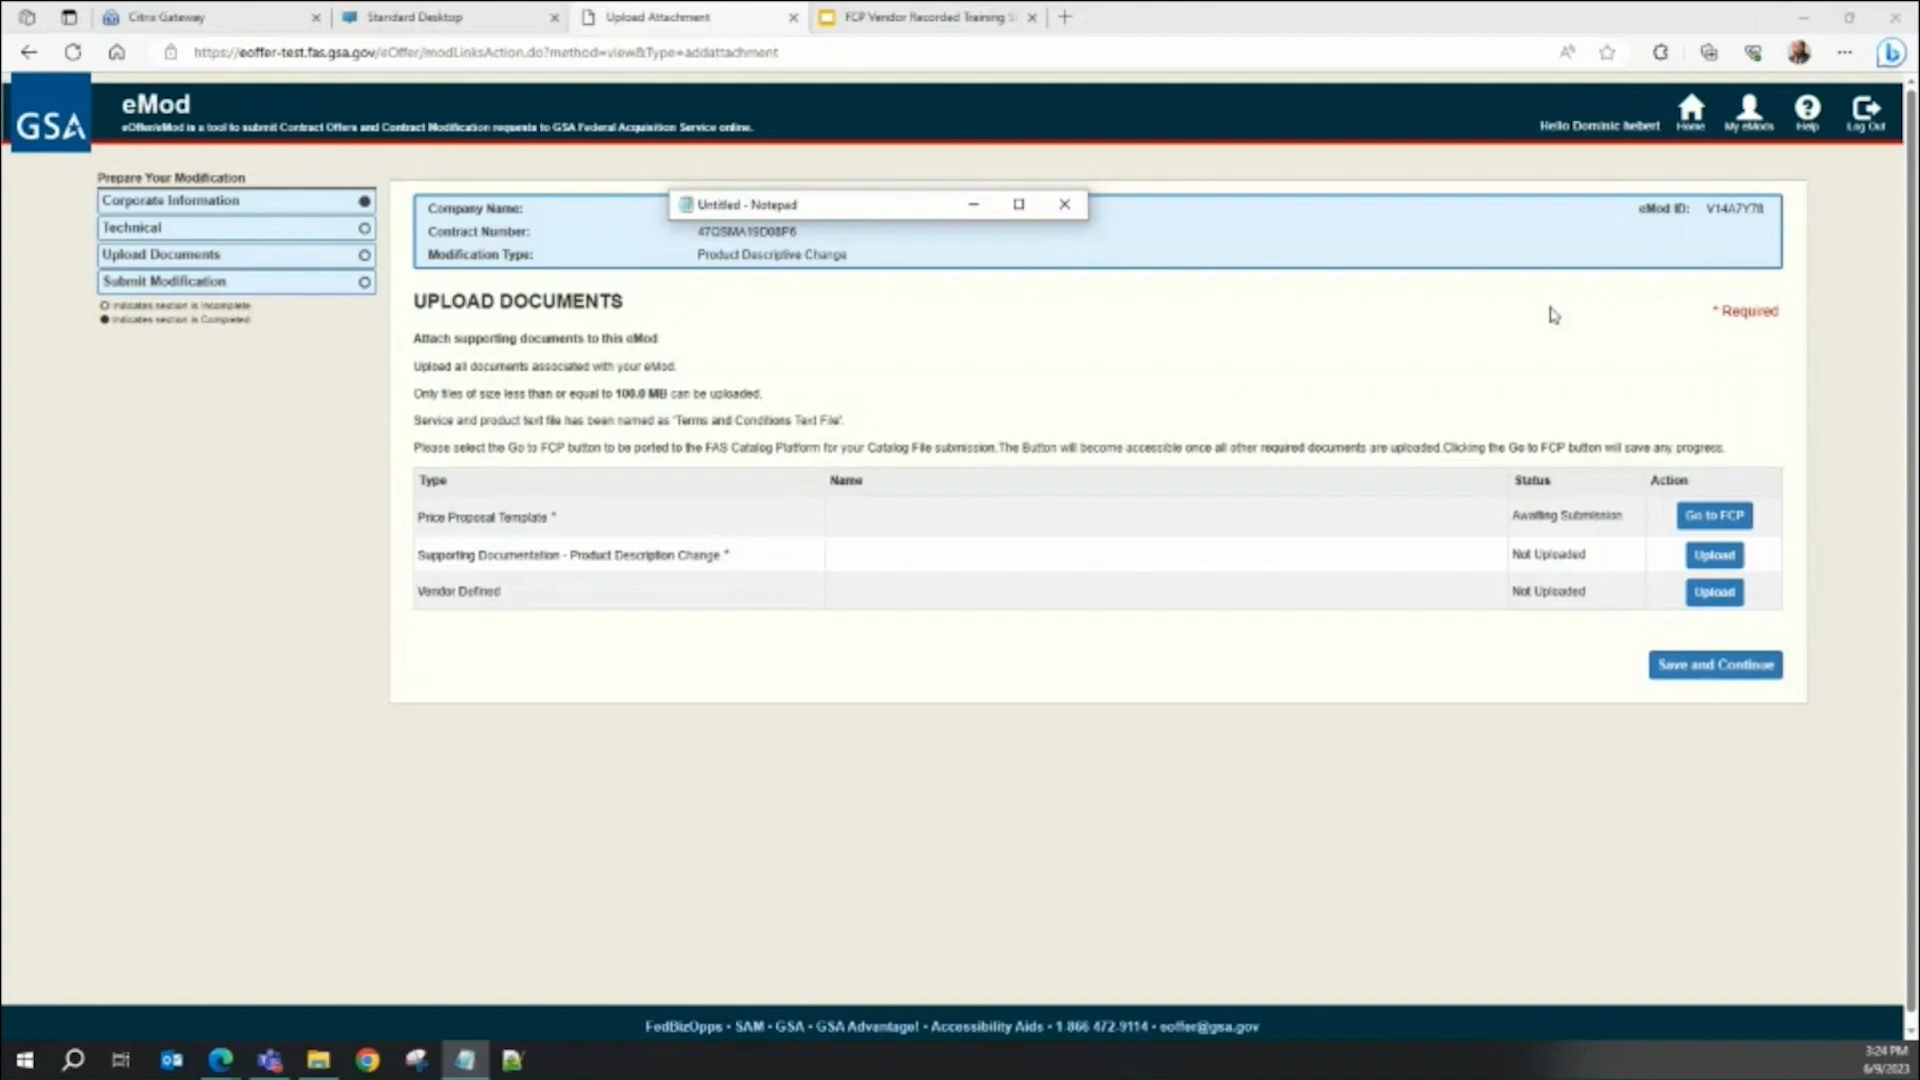 Citrix Gateway
Standard Desktop
Upload Attachment
FCP Vendor Recorded Training S
https://eoffer-test.fas.gsa.gov/eOffer/modLinksAction.do?method=view&Type=addattachment
GSA
eMod
eOffer/eMod is a tool to submit Contract Offers and Contract Modification requests to GSA Federal Acquisition Service online.
Hello Dominic hebert
Home
My eMods
Help
Log Out
Prepare Your Modification
Corporate Information
Technical
Upload Documents
Submit Modification
Indicates section is Incomplete
Indicates section is Completed
Company Name:
Untitled - Notepad
eMod ID: V14A7Y78
Contract Number: 47QSMA19D08P6
Modification Type: Product Descriptive Change
UPLOAD DOCUMENTS
* Required
Attach supporting documents to this eMod
Upload all documents associated with your eMod.
Only files of size less than or equal to 100.0 MB can be uploaded.
Service and product text file has been named as 'Terms and Conditions Text File'.
Please select the Go to FCP button to be ported to the FAS Catalog Platform for your Catalog File submission.The Button will become accessible once all other required documents are uploaded.Clicking the Go to FCP button will save any progress.
Type Name Status Action
Price Proposal Template * Awaiting Submission Go to FCP
Supporting Documentation - Product Description Change * Not Uploaded Upload
Vendor Defined Not Uploaded Upload
Save and Continue
FedBizOpps • SAM • GSA • GSA Advantage! • Accessibility Aids • 1-866 472-9114 • eoffer@gsa.gov
3:24 PM
6/9/2023